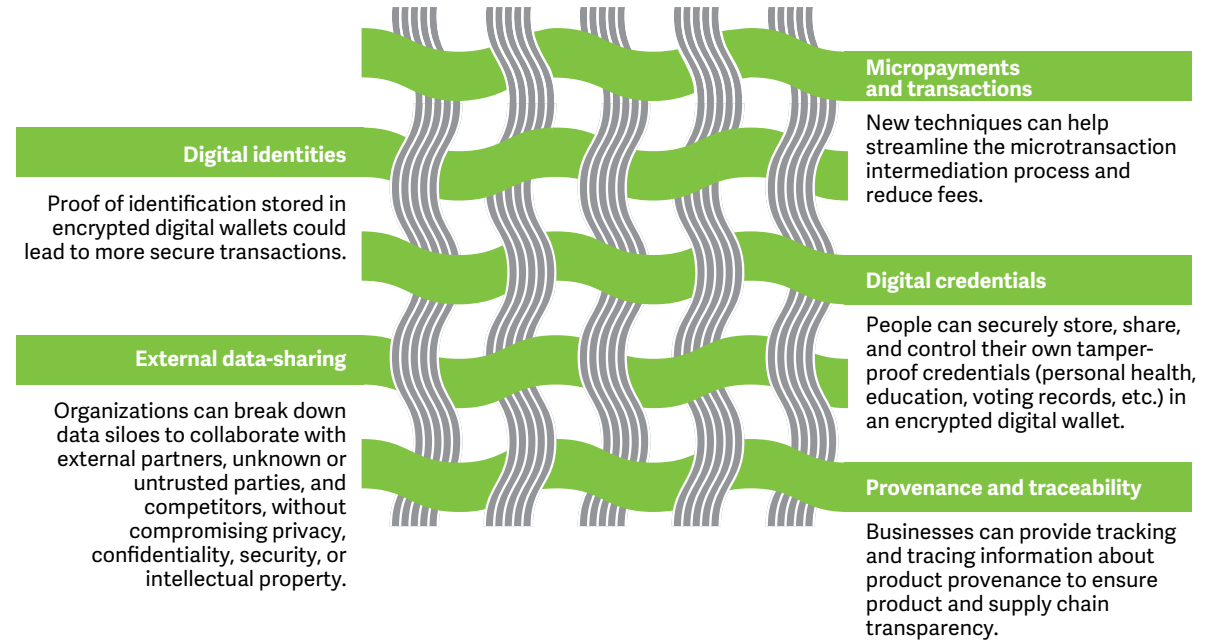 Micropayments
and transactions
New techniques can help
streamline the microtransaction
intermediation process and
reduce fees.
Digital identities
Proof of identification stored in
encrypted digital wallets could
lead to more secure transactions.
Digital credentials
People can securely store, share,
and control their own tamper-
proof credentials (personal health,
education, voting records, etc.) in
an encrypted digital wallet.
External data-sharing
Organizations can break down
data siloes to collaborate with
external partners, unknown or
untrusted parties, and
competitors, without
compromising privacy,
confidentiality, security, or
intellectual property.
Provenance and traceability
Businesses can provide tracking
and tracing information about
product provenance to ensure
product and supply chain
transparency.